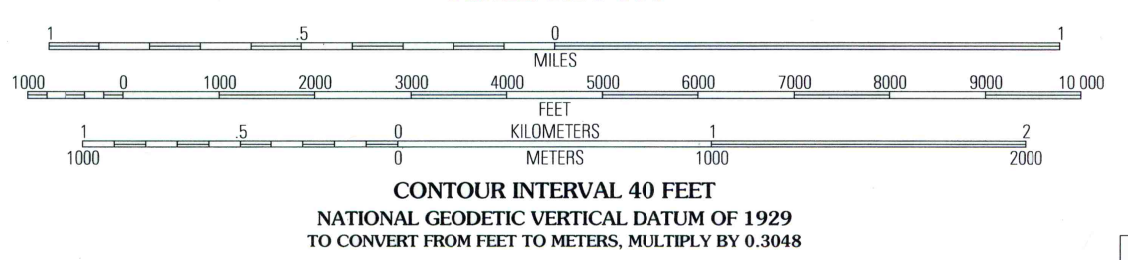 1 .5 0 1
MILES
1000 0 1000 2000 3000 4000 5000 6000 7000 8000 9000 10 000
FEET
1 .5 0 KILOMETERS 1 2
1000 0 METERS 1000 2000
CONTOUR INTERVAL 40 FEET
NATIONAL GEODETIC VERTICAL DATUM OF 1929
TO CONVERT FROM FEET TO METERS, MULTIPLY BY 0.3048